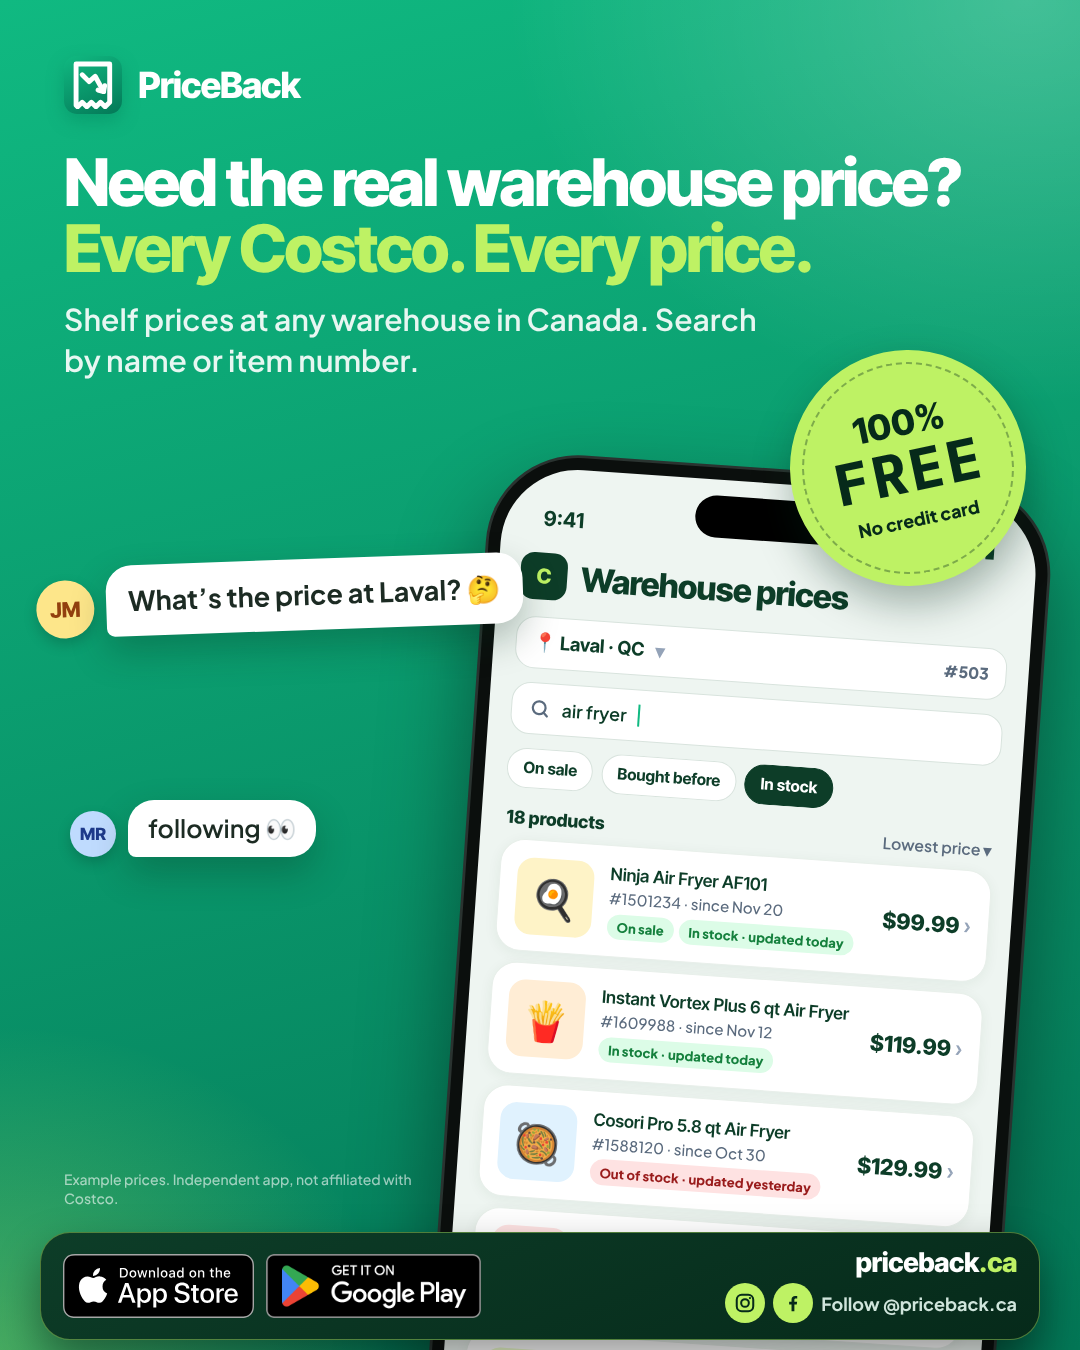 PriceBack
Need the real warehouse price?
Every Costco. Every price.
Shelf prices at any warehouse in Canada. Search
by name or item number.
100%
FREE
No credit card
9:41
C
Warehouse prices
JM
What's the price at Laval? 🤔
📍 Laval · QC ▼
#503
air fryer
On sale
Bought before
In stock
MR
following 👀
18 products
Lowest price ▾
Ninja Air Fryer AF101
#1501234 · since Nov 20
On sale
In stock · updated today
$99.99 ›
Instant Vortex Plus 6 qt Air Fryer
#1609988 · since Nov 12
In stock · updated today
$119.99 ›
Cosori Pro 5.8 qt Air Fryer
#1588120 · since Oct 30
Out of stock · updated yesterday
$129.99 ›
Example prices. Independent app, not affiliated with
Costco.
Download on the
App Store
GET IT ON
Google Play
priceback.ca
Follow @priceback.ca